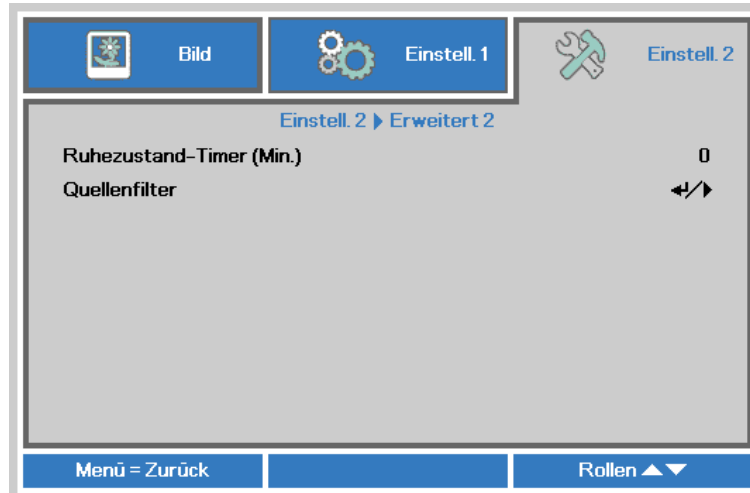 Bild
Einstell. 1
Einstell. 2
Einstell. 2 ▶ Erweitert 2
Ruhezustand-Timer (Min.) 0
Quellenfilter ↵/▶
Menü = Zurück
Rollen ▲▼